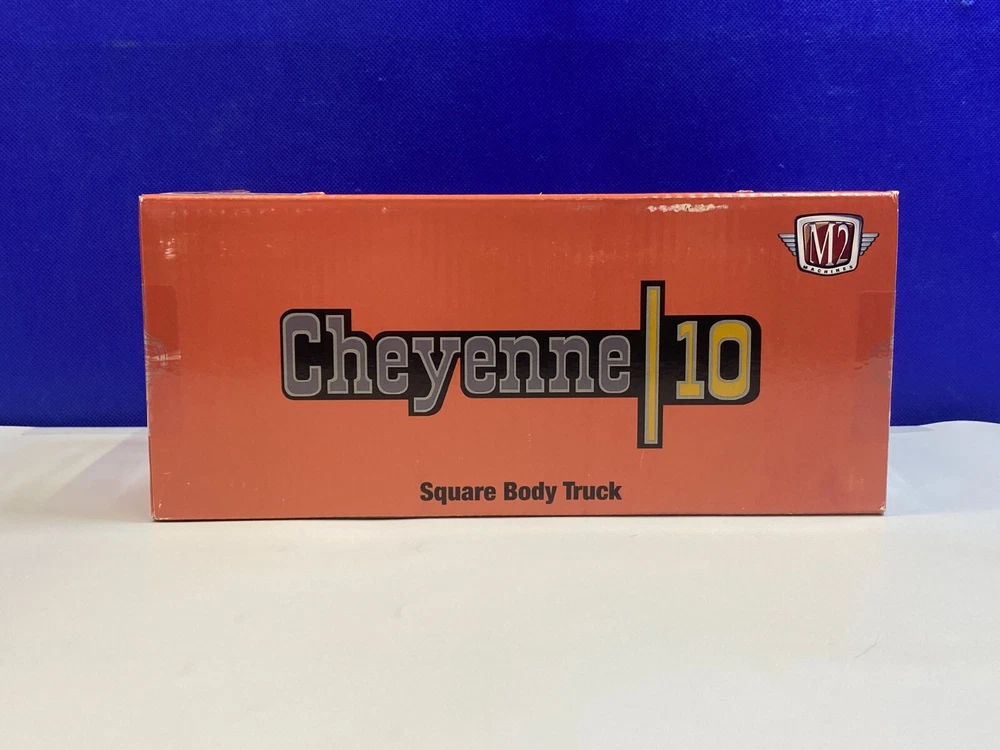 M2
MACHINES
Cheyenne 10
Square Body Truck